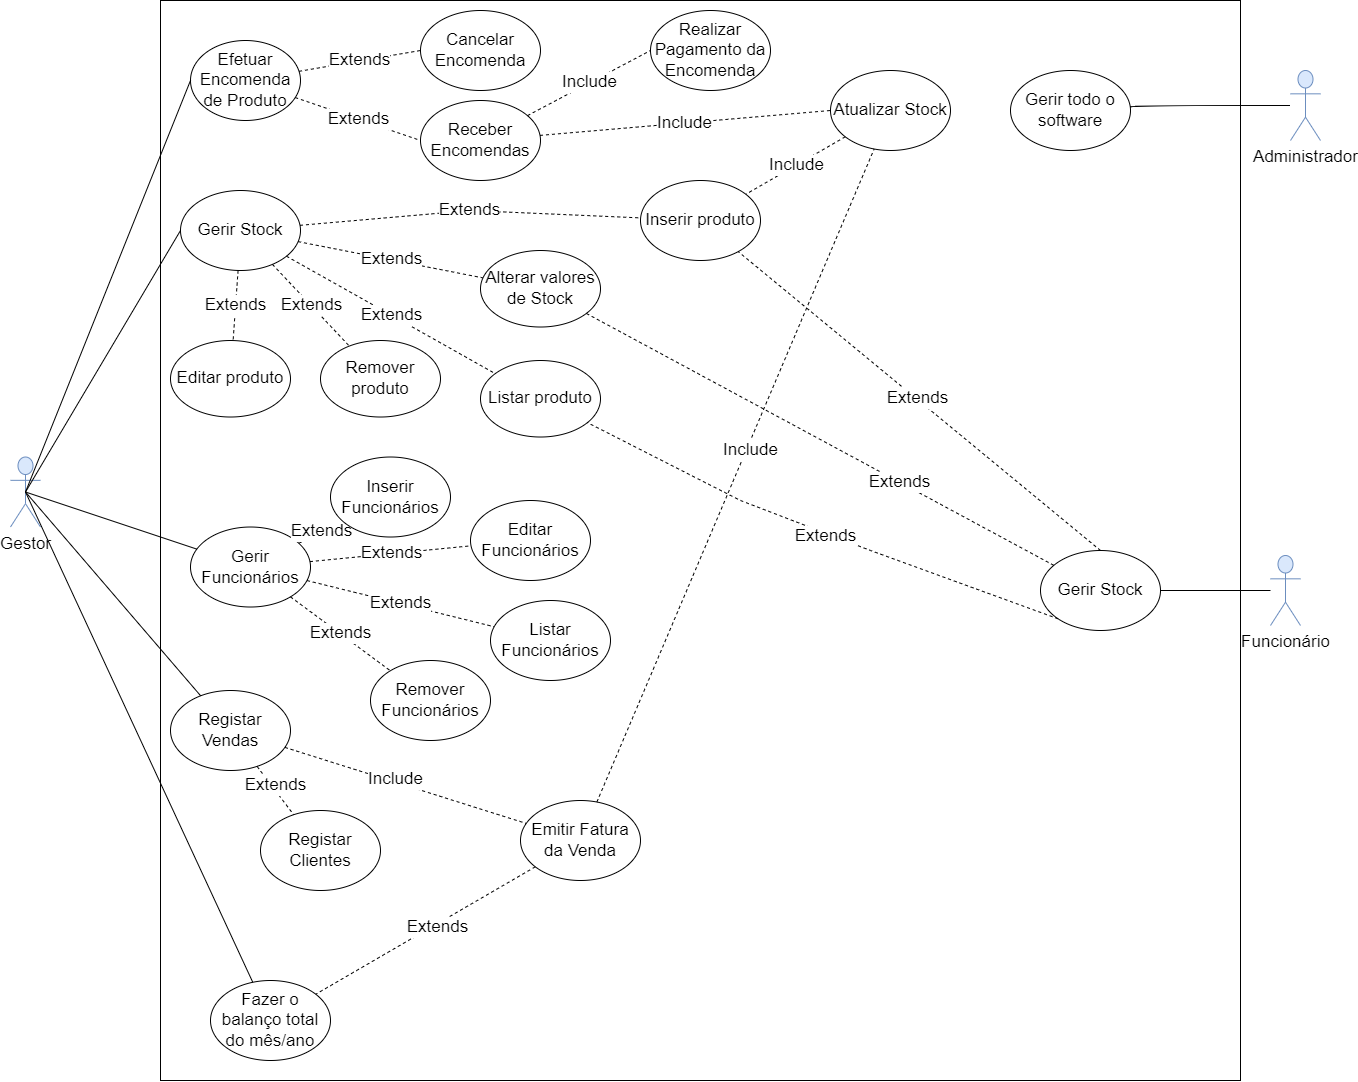 Efetuar
Encomenda
de Produto
Extends
Cancelar
Encomenda
Extends
Receber
Encomendas
Include
Realizar
Pagamento da
Encomenda
Include
Atualizar Stock
Include
Gerir todo o
software
Administrador
Gerir Stock
Extends
Inserir produto
Extends
Alterar valores
de Stock
Extends
Extends
Extends
Editar produto
Remover
produto
Listar produto
Extends
Include
Extends
Extends
Gestor
Inserir
Funcionários
Extends
Gerir
Funcionários
Extends
Editar
Funcionários
Extends
Listar
Funcionários
Extends
Remover
Funcionários
Gerir Stock
Funcionário
Registar
Vendas
Include
Extends
Registar
Clientes
Emitir Fatura
da Venda
Extends
Fazer o
balanço total
do mês/ano